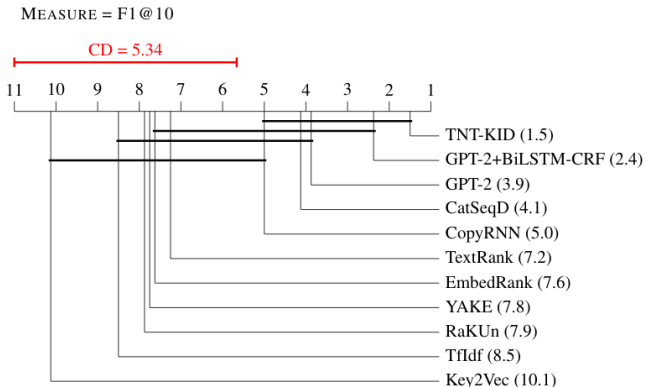 MEASURE = F1@10
CD = 5.34
11 10 9 8 7 6 5 4 3 2 1
TNT-KID (1.5)
GPT-2+BiLSTM-CRF (2.4)
GPT-2 (3.9)
CatSeqD (4.1)
CopyRNN (5.0)
TextRank (7.2)
EmbedRank (7.6)
YAKE (7.8)
RaKUn (7.9)
TfIdf (8.5)
Key2Vec (10.1)